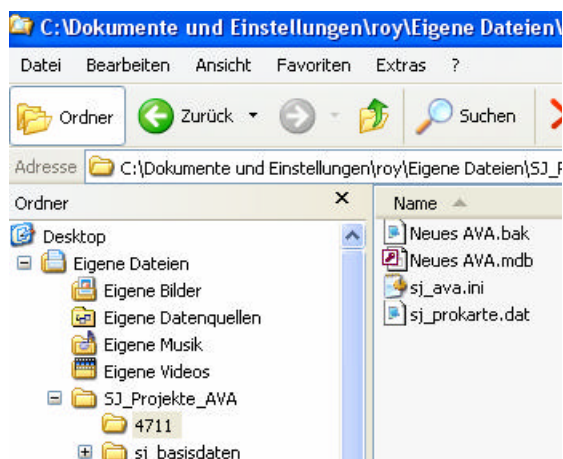 C:\Dokumente und Einstellungen\roy\Eigene Dateien\
Datei Bearbeiten Ansicht Favoriten Extras ?
Ordner Zurück Suchen
Adresse C:\Dokumente und Einstellungen\roy\Eigene Dateien\SJ_P
Ordner x Name
Desktop
Eigene Dateien
Eigene Bilder
Eigene Datenquellen
Eigene Musik
Eigene Videos
SJ_Projekte_AVA
4711
sj_basisdaten
Neues AVA.bak
Neues AVA.mdb
sj_ava.ini
sj_prokarte.dat